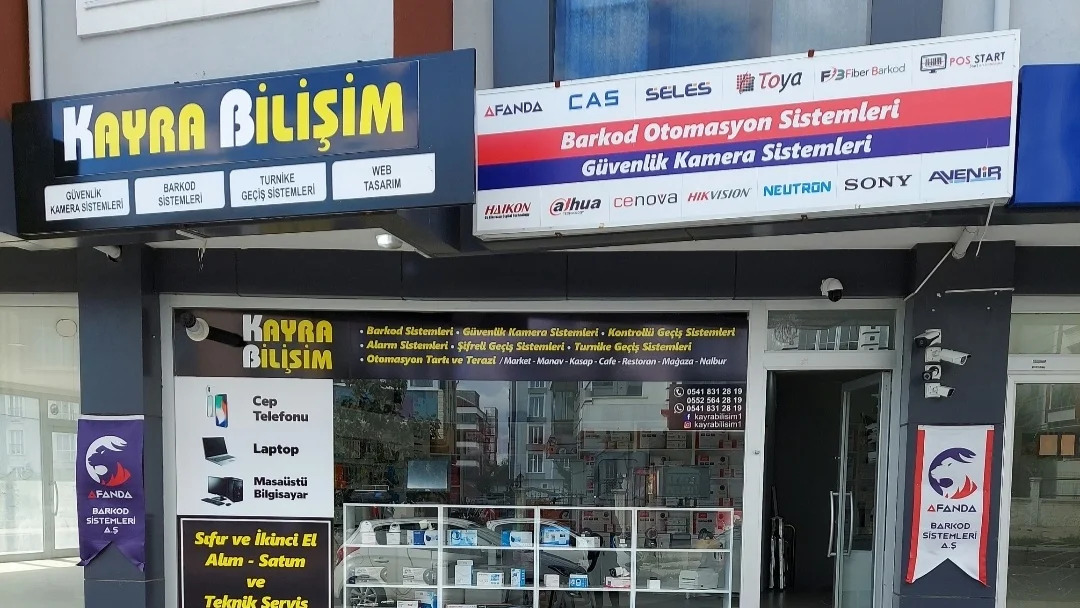 KAYRA BİLİŞİM
GÜVENLİK
KAMERA SİSTEMLERİ
BARKOD
SİSTEMLERİ
TURNİKE
GEÇİŞ SİSTEMLERİ
WEB
TASARIM
AFANDA CAS SELES Toya FB Fiber Barkod POS START
Barkod Otomasyon Sistemleri
Güvenlik Kamera Sistemleri
HAIKON alhua cenova HIKVISION NEUTRON SONY AVENİR
KAYRA
BİLİŞİM
• Barkod Sistemleri • Güvenlik Kamera Sistemleri • Kontrollü Geçiş Sistemleri
• Alarm Sistemleri • Şifreli Geçiş Sistemleri • Turnike Geçiş Sistemleri
• Otomasyon Tartı ve Terazi / Market - Manav - Kasap - Cafe - Restoran - Mağaza - Nalbur
0541 831 28 19
0552 564 28 19
0541 831 28 19
kayrabilisim1
kayrabilisim1
Cep
Telefonu
Laptop
Masaüstü
Bilgisayar
Sıfır ve İkinci El
Alım - Satım
ve
Teknik Servis
AFANDA
BARKOD
SİSTEMLERİ
A.Ş
AFANDA
BARKOD
SİSTEMLERİ
A.Ş